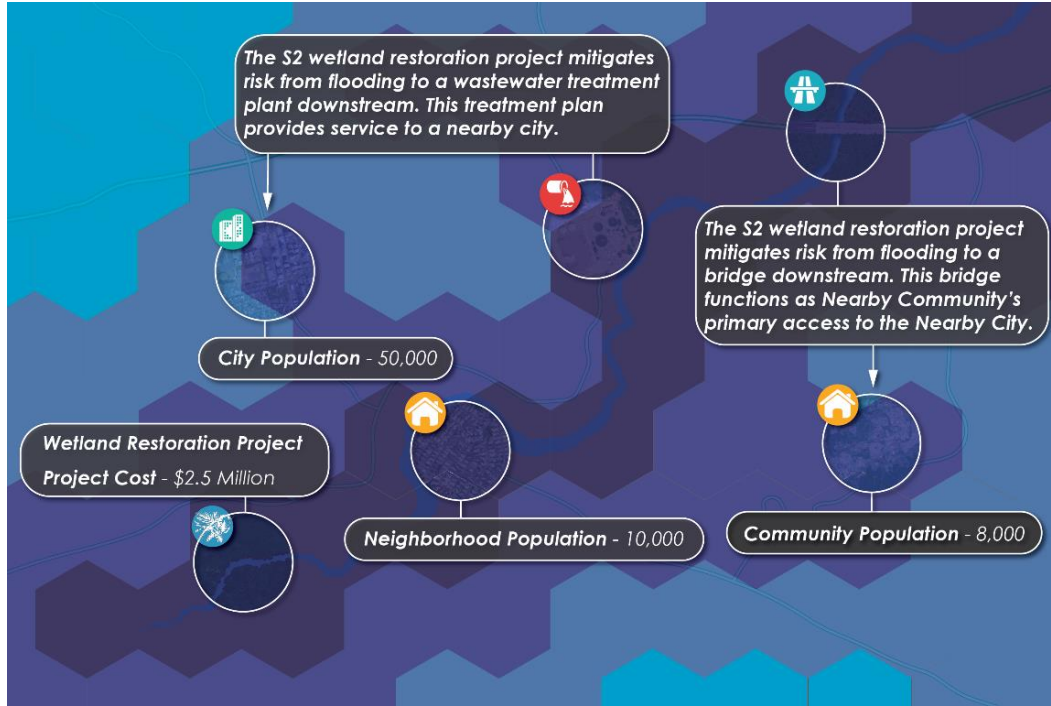 The S2 wetland restoration project mitigates
risk from flooding to a wastewater treatment
plant downstream. This treatment plan
provides service to a nearby city.
The S2 wetland restoration project
mitigates risk from flooding to a
bridge downstream. This bridge
functions as Nearby Community's
primary access to the Nearby City.
City Population - 50,000
Wetland Restoration Project
Project Cost - $2.5 Million
Neighborhood Population - 10,000
Community Population - 8,000